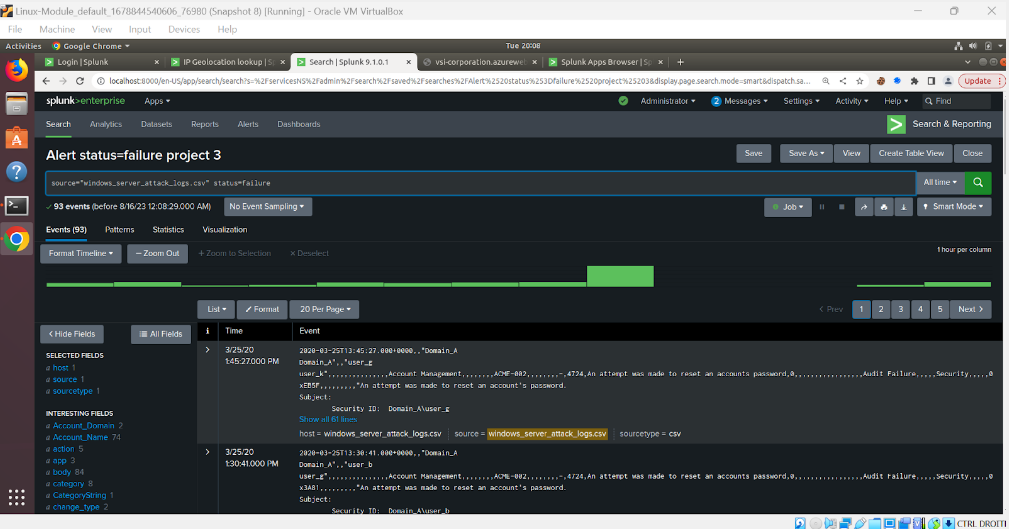 Linux-Module_default_1678844540606_76980 (Snapshot 8) [Running] - Oracle VM VirtualBox
File Machine View Input Devices Help
Activities Google Chrome Tue 20:08
Login | Splunk × IP Geolocation lookup | S × Search | Splunk 9.1.0.1 × vsi-corporation.azurewe × Splunk Apps Browser | Sp × +
localhost:8000/en-US/app/search/search?s=%2FservicesNS%2Fadmin%2Fsearch%2Fsaved%2Fsearches%2FAlert%2520status%253Dfailure%2520project%25203&display.page.search.mode=smart&dispatch.sa... Update
splunk>enterprise Apps Administrator 2 Messages Settings Activity Help Find
Search Analytics Datasets Reports Alerts Dashboards Search & Reporting
Alert status=failure project 3 Save Save As View Create Table View Close
source="windows_server_attack_logs.csv" status=failure All time
✓ 93 events (before 8/16/23 12:08:29.000 AM) No Event Sampling Job Smart Mode
Events (93) Patterns Statistics Visualization
Format Timeline – Zoom Out + Zoom to Selection × Deselect 1 hour per column
List Format 20 Per Page < Prev 1 2 3 4 5 Next >
< Hide Fields All Fields i Time Event
SELECTED FIELDS
a host 1
a source 1
a sourcetype 1
INTERESTING FIELDS
a Account_Domain 2
a Account_Name 74
a action 5
a app 3
a body 84
a category 8
a CategoryString 1
a change_type 2
> 3/25/20
1:45:27.000 PM
2020-03-25T13:45:27.000+0000,,"Domain_A
Domain_A",,"user_g
user_k",,,,,,,,,,,,,,,Account Management,,,,,,,,ACME-002,,,,,,,,-,4724,An attempt was made to reset an accounts password,0,,,,,,,,,,,,,,,,,Audit Failure,,,,,Security,,,,,0
xEB5F,,,,,,,,,"An attempt was made to reset an account's password.
Subject:
Security ID: Domain_A\user_g
Show all 61 lines
host = windows_server_attack_logs.csv source = windows_server_attack_logs.csv sourcetype = csv
> 3/25/20
1:30:41.000 PM
2020-03-25T13:30:41.000+0000,,"Domain_A
Domain_A",,"user_b
user_g",,,,,,,,,,,,,,,Account Management,,,,,,,,ACME-002,,,,,,,,-,4724,An attempt was made to reset an accounts password,0,,,,,,,,,,,,,,,,,Audit Failure,,,,,Security,,,,,0
x3A81,,,,,,,,,"An attempt was made to reset an account's password.
Subject:
Security ID: Domain_A\user_b
CTRL DROITE